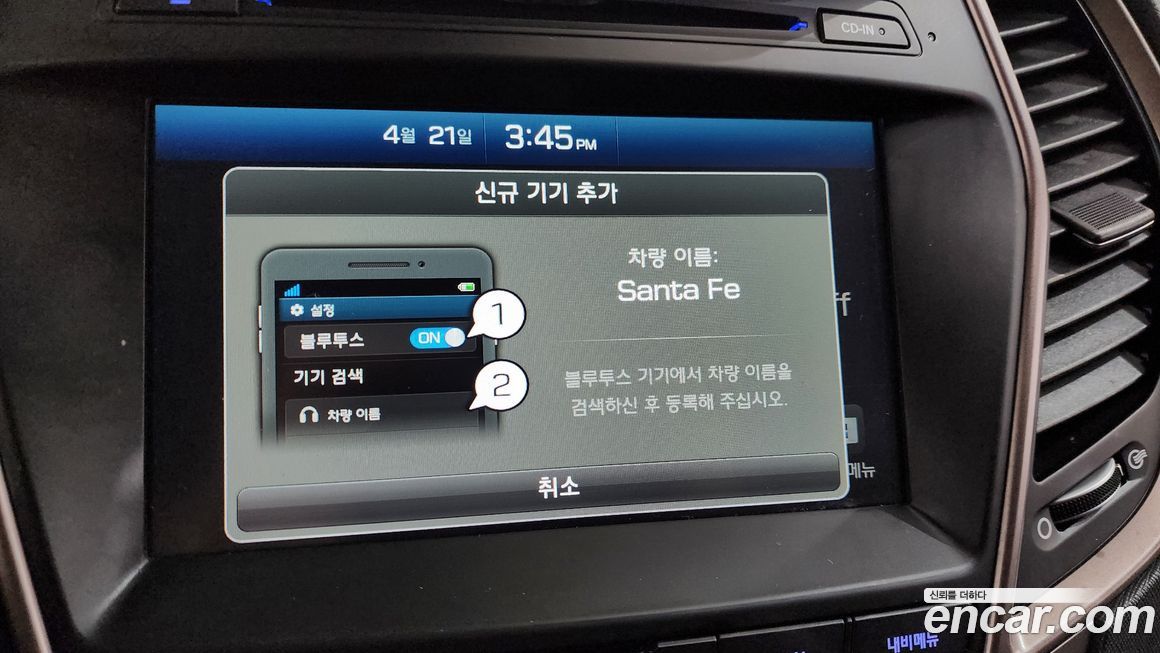 CD-IN
4월 21일 3:45 PM
신규 기기 추가
차량 이름:
Santa Fe
설정
블루투스 ON
1
기기 검색
2
차량 이름
블루투스 기기에서 차량 이름을
검색하신 후 등록해 주십시오.
메뉴
취소
신뢰를 더하다
encar.com
내비메뉴